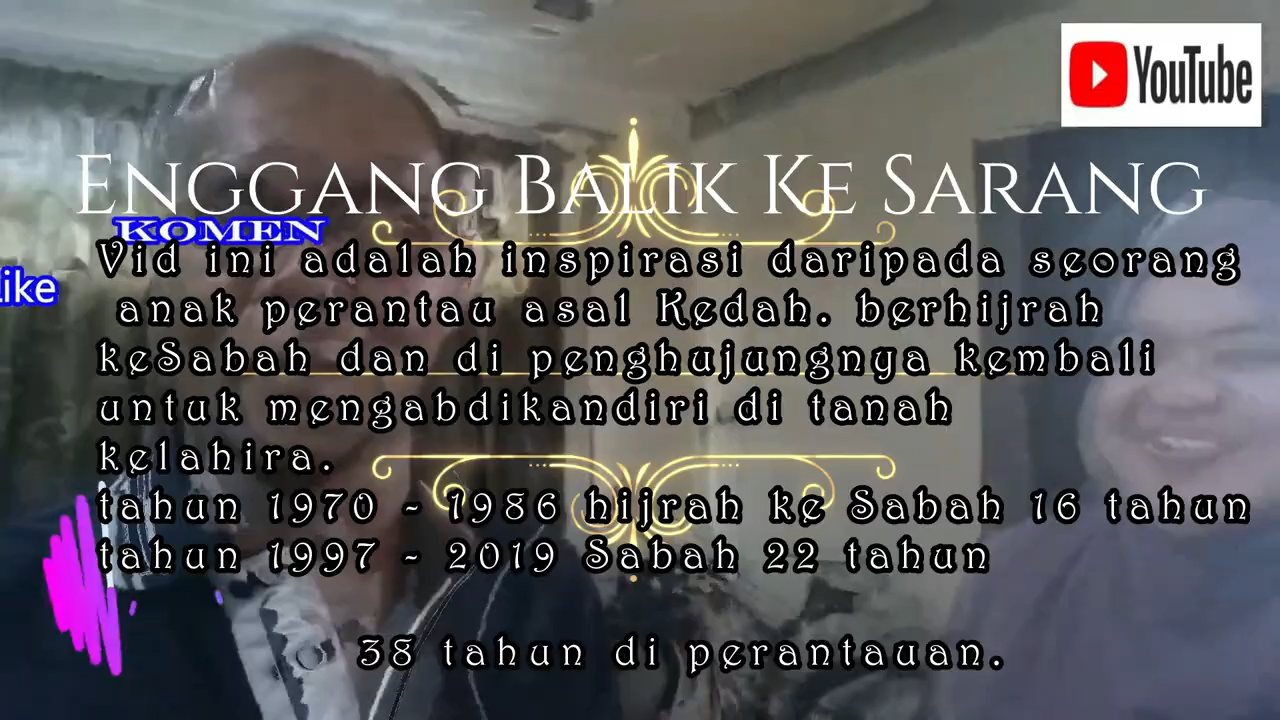 YouTube
Enggang Balik Ke Sarang
KOMEN
Like
Vid ini adalah inspirasi daripada seorang
anak perantau asal Kedah. berhijrah
keSabah dan di penghujungnya kembali
untuk mengabdikandiri di tanah
kelahira.
tahun 1970 - 1986 hijrah ke Sabah 16 tahun
tahun 1997 - 2019 Sabah 22 tahun
38 tahun di perantauan.